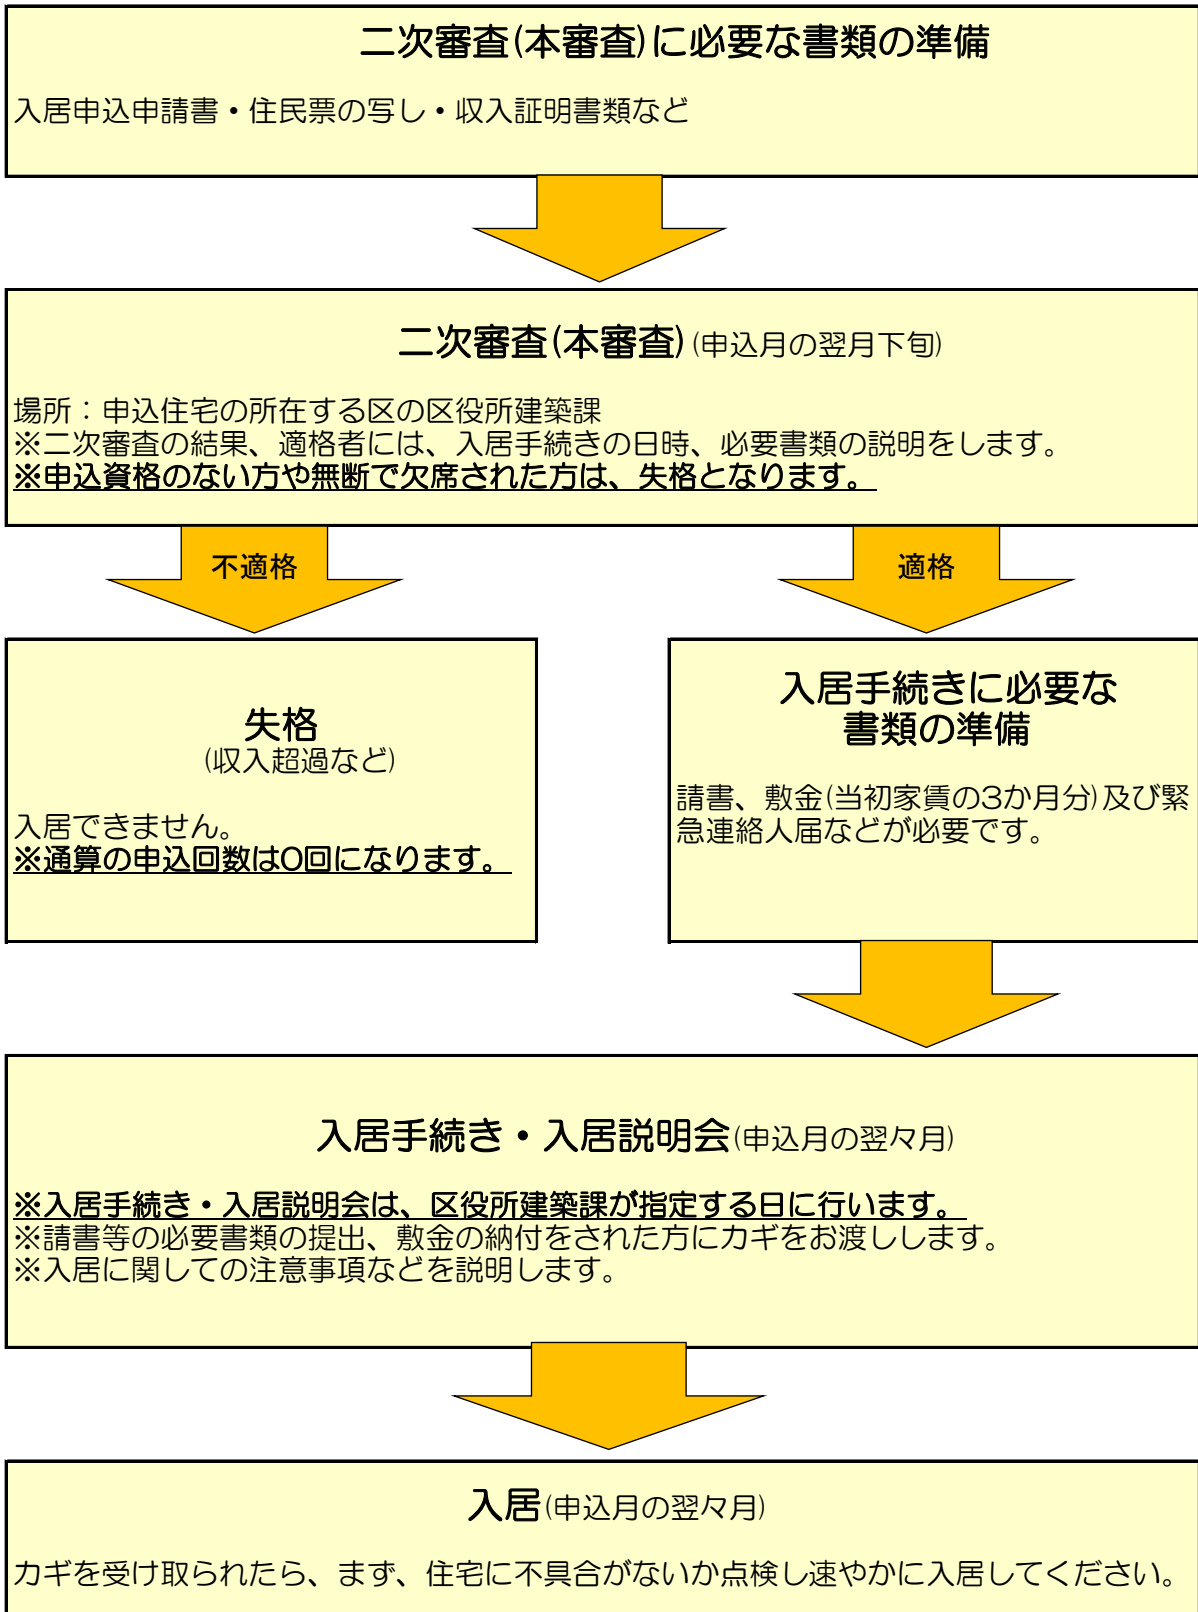 二次審査(本審査)に必要な書類の準備
入居申込申請書・住民票の写し・収入証明書類など
二次審査(本審査)(申込月の翌月下旬)
場所：申込住宅の所在する区の区役所建築課
※二次審査の結果、適格者には、入居手続きの日時、必要書類の説明をします。
※申込資格のない方や無断で欠席された方は、失格となります。
不適格
適格
失格
(収入超過など)
入居できません。
※通算の申込回数は0回になります。
入居手続きに必要な
書類の準備
請書、敷金(当初家賃の3か月分)及び緊
急連絡人届などが必要です。
入居手続き・入居説明会(申込月の翌々月)
※入居手続き・入居説明会は、区役所建築課が指定する日に行います。
※請書等の必要書類の提出、敷金の納付をされた方にカギをお渡しします。
※入居に関しての注意事項などを説明します。
入居(申込月の翌々月)
カギを受け取られたら、まず、住宅に不具合がないか点検し速やかに入居してください。